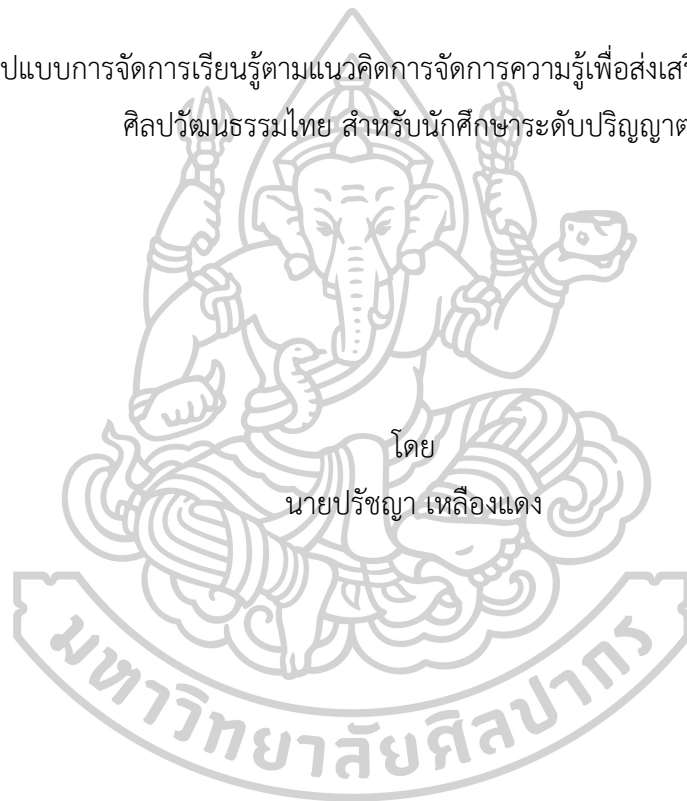 ปแบบการจัดการเรียนรู้ตามแนวคิดการจัดการความรู้เพื่อส่งเสริ
ศิลปวัฒนธรรมไทย สำหรับนักศึกษาระดับปริญญาต
โดย
นายปรัชญา เหลืองแดง
มหาวิทยาลัยศิลปากร